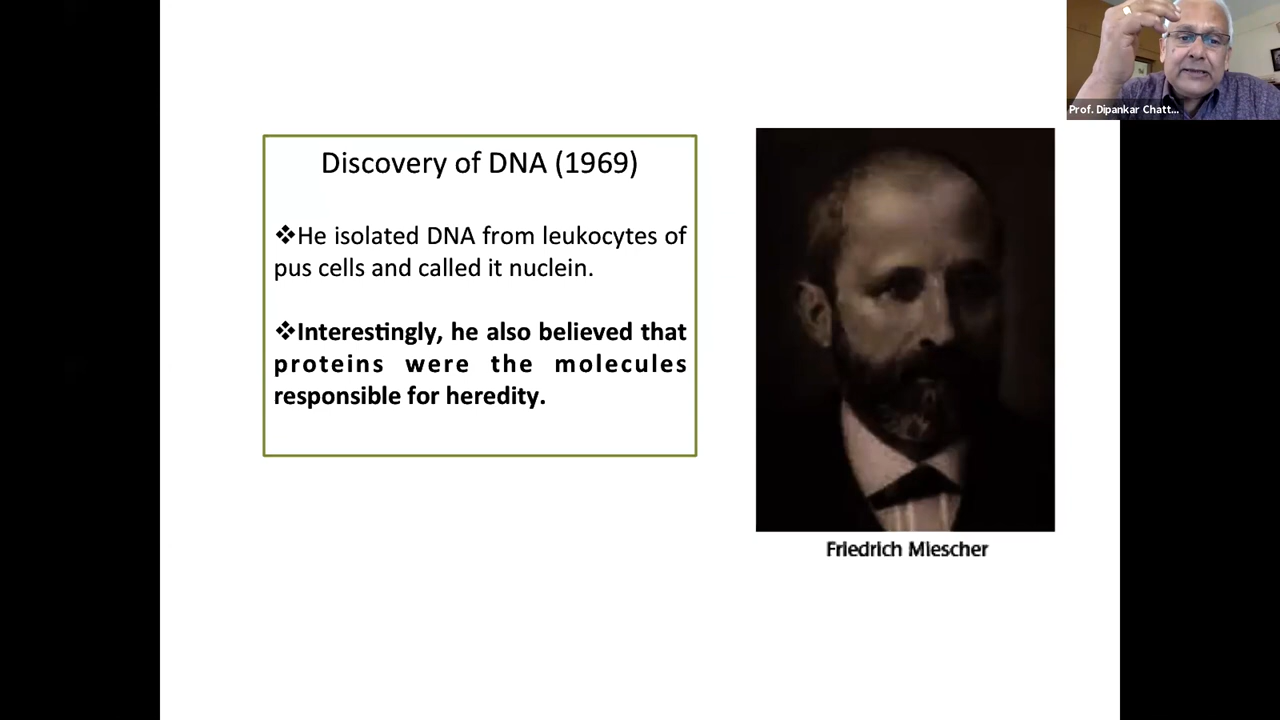 Prof. Dipankar Chatt...
Discovery of DNA (1969)
❖He isolated DNA from leukocytes of
pus cells and called it nuclein.
❖Interestingly, he also believed that
proteins were the molecules
responsible for heredity.
Friedrich Miescher